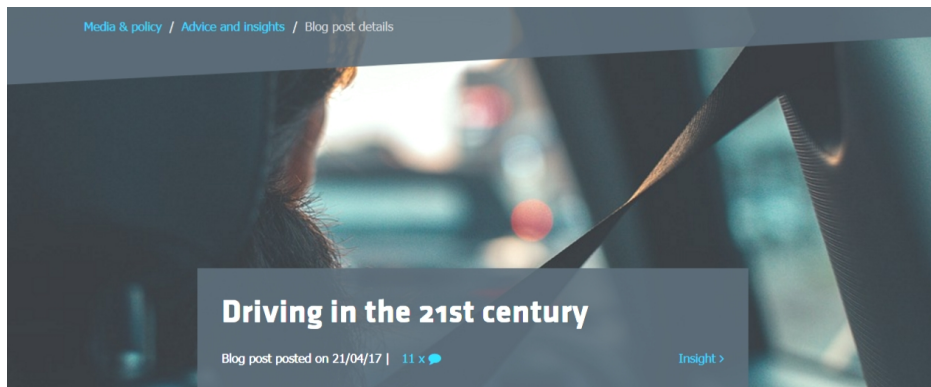 Media & policy / Advice and insights / Blog post details
Driving in the 21st century
Blog post posted on 21/04/17 | 11 x
Insight >